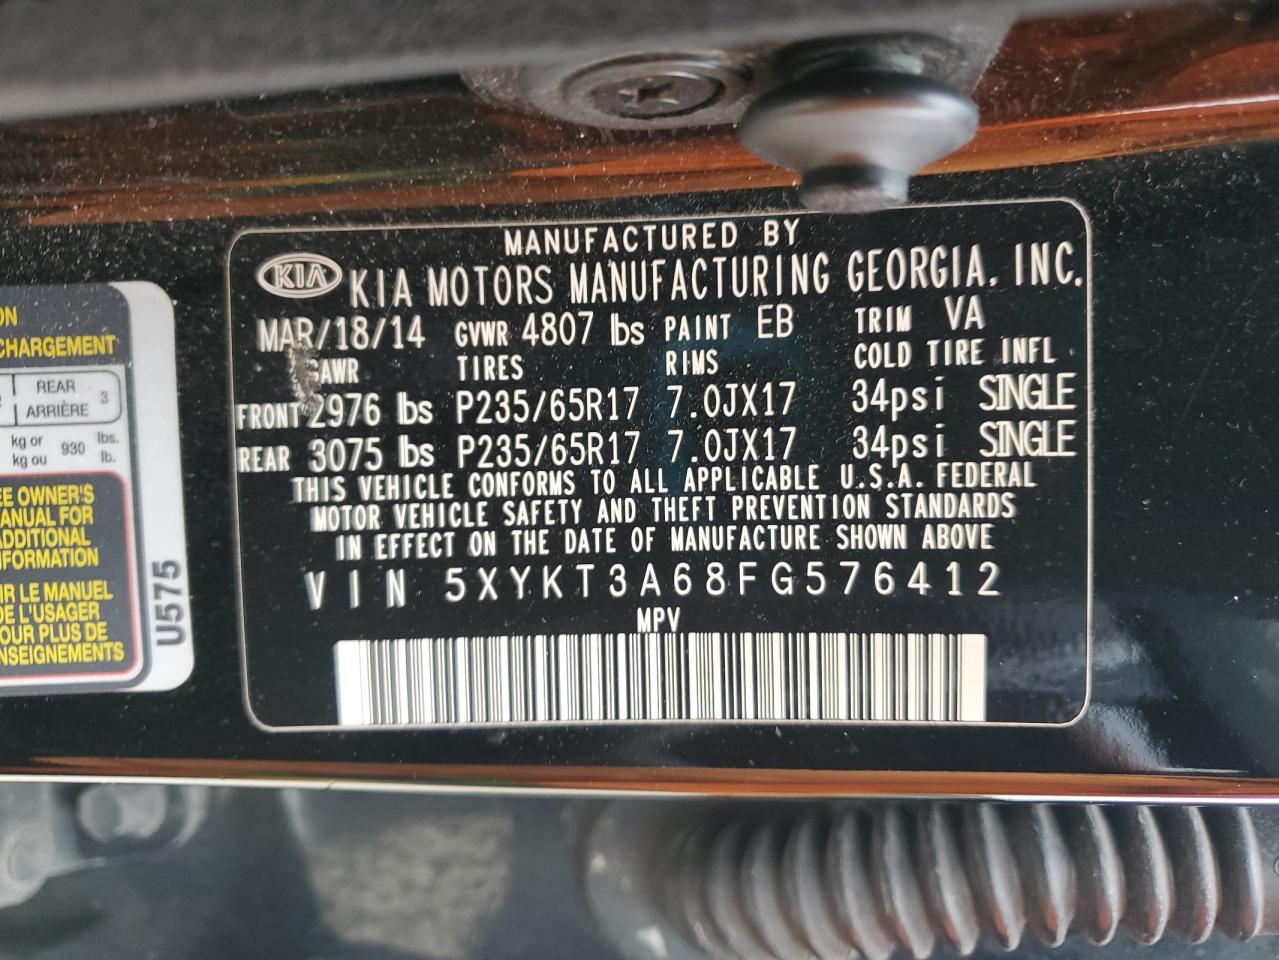 MANUFACTURED BY
KIA KIA MOTORS MANUFACTURING GEORGIA, INC.
MAR/18/14 GVWR 4807 lbs PAINT EB TRIM VA
GAWR TIRES RIMS COLD TIRE INFL
FRONT 2976 lbs P235/65R17 7.0JX17 34psi SINGLE
REAR 3075 lbs P235/65R17 7.0JX17 34psi SINGLE
THIS VEHICLE CONFORMS TO ALL APPLICABLE U.S.A. FEDERAL
MOTOR VEHICLE SAFETY AND THEFT PREVENTION STANDARDS
IN EFFECT ON THE DATE OF MANUFACTURE SHOWN ABOVE
VIN 5XYKT3A68FG576412
MPV
ON
CHARGEMENT
REAR 3
ARRIÈRE
kg or 930 lbs.
kg ou lb.
EE OWNER'S
MANUAL FOR
ADDITIONAL
NFORMATION
IR LE MANUEL
DE L'USAGER
OUR PLUS DE
NSEIGNEMENTS
U575